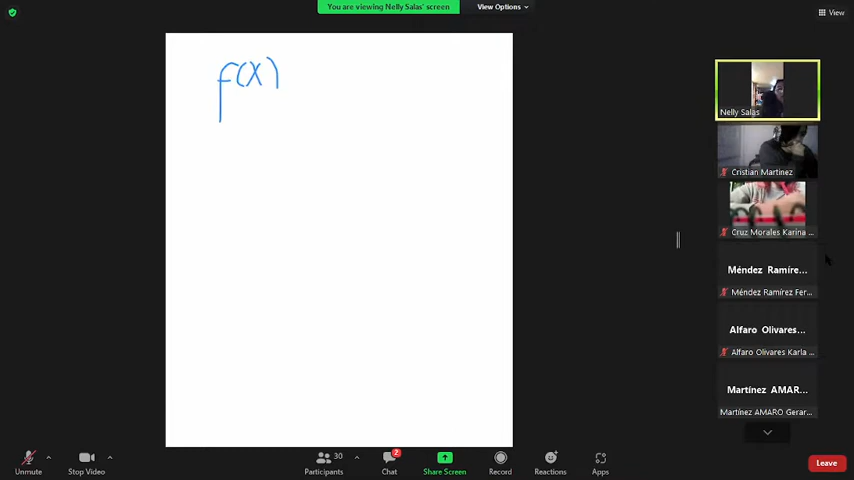 You are viewing Nelly Salas' screen
View Options
View
f(x)
Nelly Salas
Cristian Martinez
Cruz Morales Karina ...
Méndez Ramíre...
Méndez Ramírez Fer...
Alfaro Olivares...
Alfaro Olivares Karla ...
Martínez AMAR...
Martínez AMARO Gerar...
Unmute
Stop Video
Participants
30
Chat
2
Share Screen
Record
Reactions
Apps
Leave